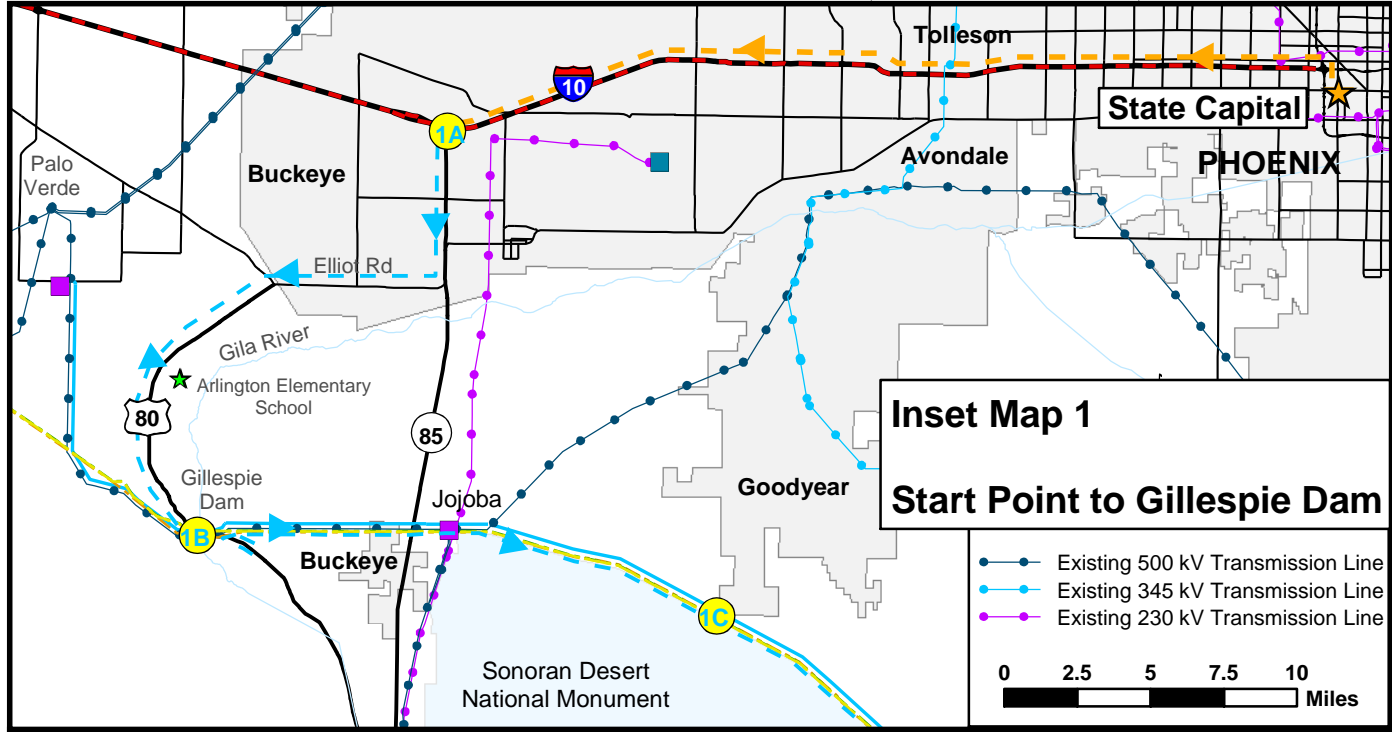 Tolleson
10
State Capital
1A
Palo
Verde
Buckeye
Avondale
PHOENIX
Elliot Rd
Gila River
Arlington Elementary
School
80
85
Inset Map 1
Start Point to Gillespie Dam
Gillespie
Dam
Jojoba
Goodyear
1B
Buckeye
1C
Existing 500 kV Transmission Line
Existing 345 kV Transmission Line
Existing 230 kV Transmission Line
Sonoran Desert
National Monument
0 2.5 5 7.5 10
Miles